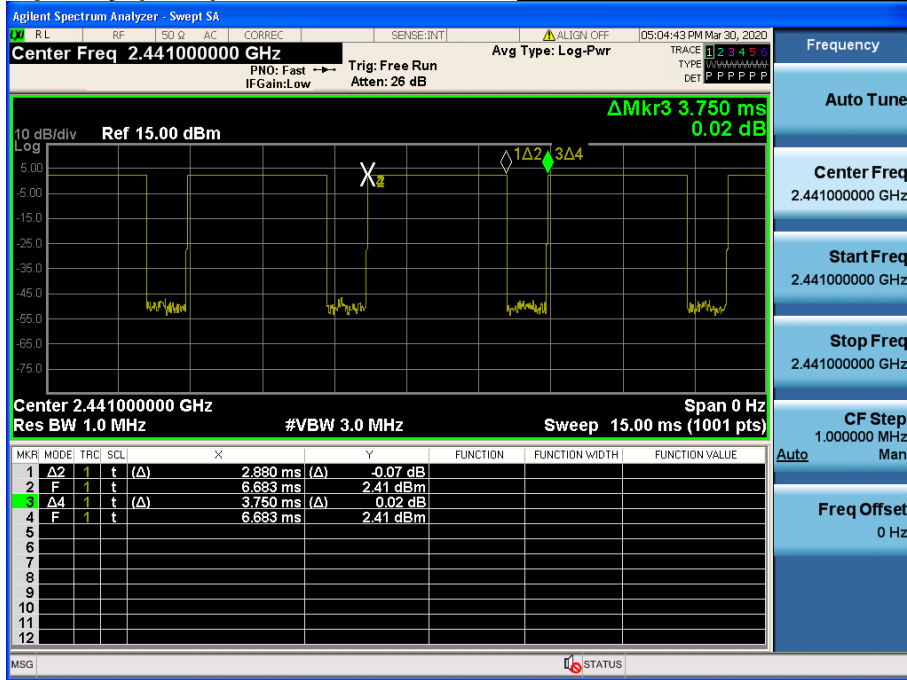 Agilent Spectrum Analyzer - Swept SA
LXI RL RF 50 Ω AC CORREC SENSE:INT ALIGN OFF 05:04:43 PM Mar 30, 2020
Center Freq 2.441000000 GHz
PNO: Fast
IFGain:Low
Trig: Free Run
Atten: 26 dB
Avg Type: Log-Pwr
TRACE 1 2 3 4 5 6
TYPE WWWWWWW
DET P P P P P P
Frequency
Auto Tune
ΔMkr3 3.750 ms
0.02 dB
10 dB/div Ref 15.00 dBm
Log
5.00
-5.00
-15.0
-25.0
-35.0
-45.0
-55.0
-65.0
-75.0
1Δ2 3Δ4
X
Center 2.441000000 GHz Span 0 Hz
Res BW 1.0 MHz #VBW 3.0 MHz Sweep 15.00 ms (1001 pts)
Center Freq
2.441000000 GHz
Start Freq
2.441000000 GHz
Stop Freq
2.441000000 GHz
CF Step
1.000000 MHz
Auto Man
Freq Offset
0 Hz
MKR MODE TRC SCL X Y FUNCTION FUNCTION WIDTH FUNCTION VALUE
1 Δ2 1 t (Δ) 2.880 ms (Δ) -0.07 dB
2 F 1 t 6.683 ms 2.41 dBm
3 Δ4 1 t (Δ) 3.750 ms (Δ) 0.02 dB
4 F 1 t 6.683 ms 2.41 dBm
5
6
7
8
9
10
11
12
MSG STATUS